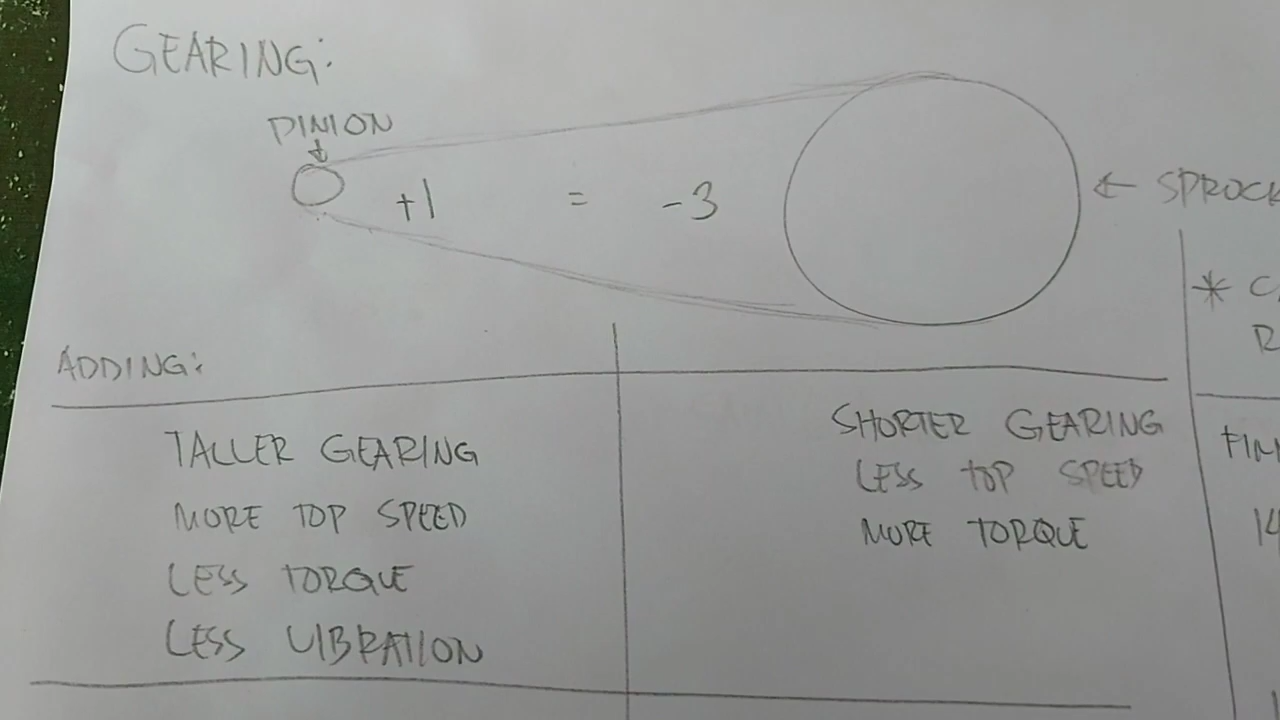 GEARING:
PINION
+1 = -3
←
ADDING:
TALLER GEARING
MORE TOP SPEED
LESS TORQUE
LESS VIBRATION
SHORTER GEARING
LESS TOP SPEED
MORE TORQUE
*
14